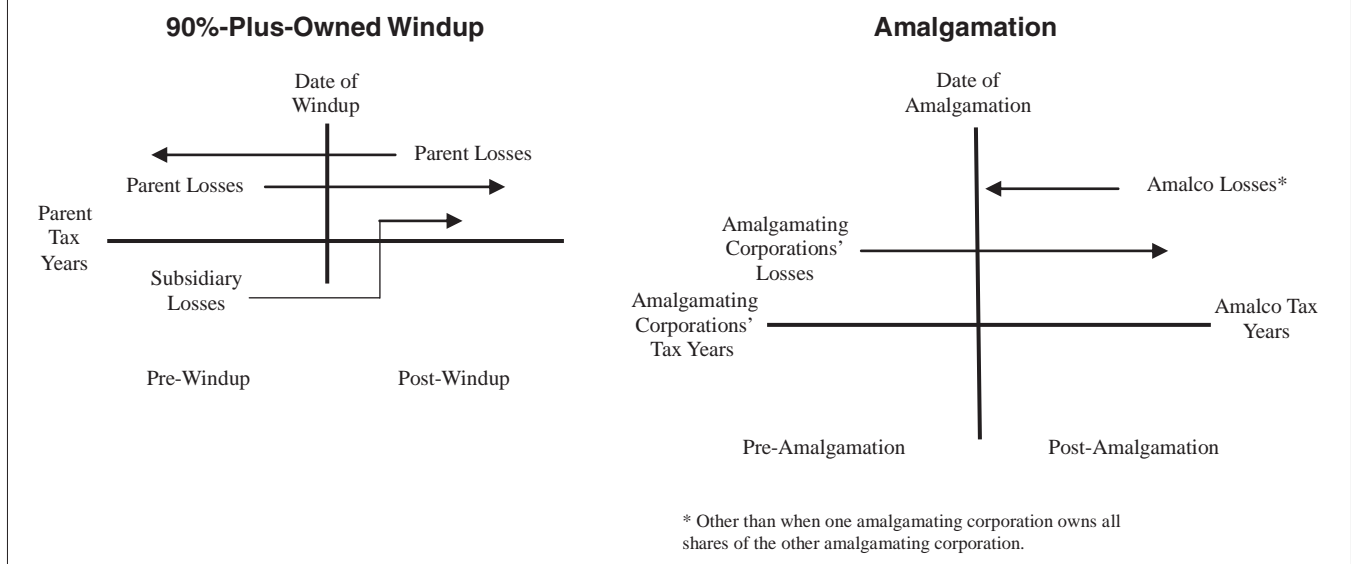 90%-Plus-Owned Windup
Date of
Windup
Parent Losses
Parent Losses
Parent
Tax
Years
Subsidiary
Losses
Pre-Windup
Post-Windup
Amalgamation
Date of
Amalgamation
Amalco Losses*
Amalgamating
Corporations’
Losses
Amalgamating
Corporations’
Tax Years
Amalco Tax
Years
Pre-Amalgamation
Post-Amalgamation
* Other than when one amalgamating corporation owns all
shares of the other amalgamating corporation.